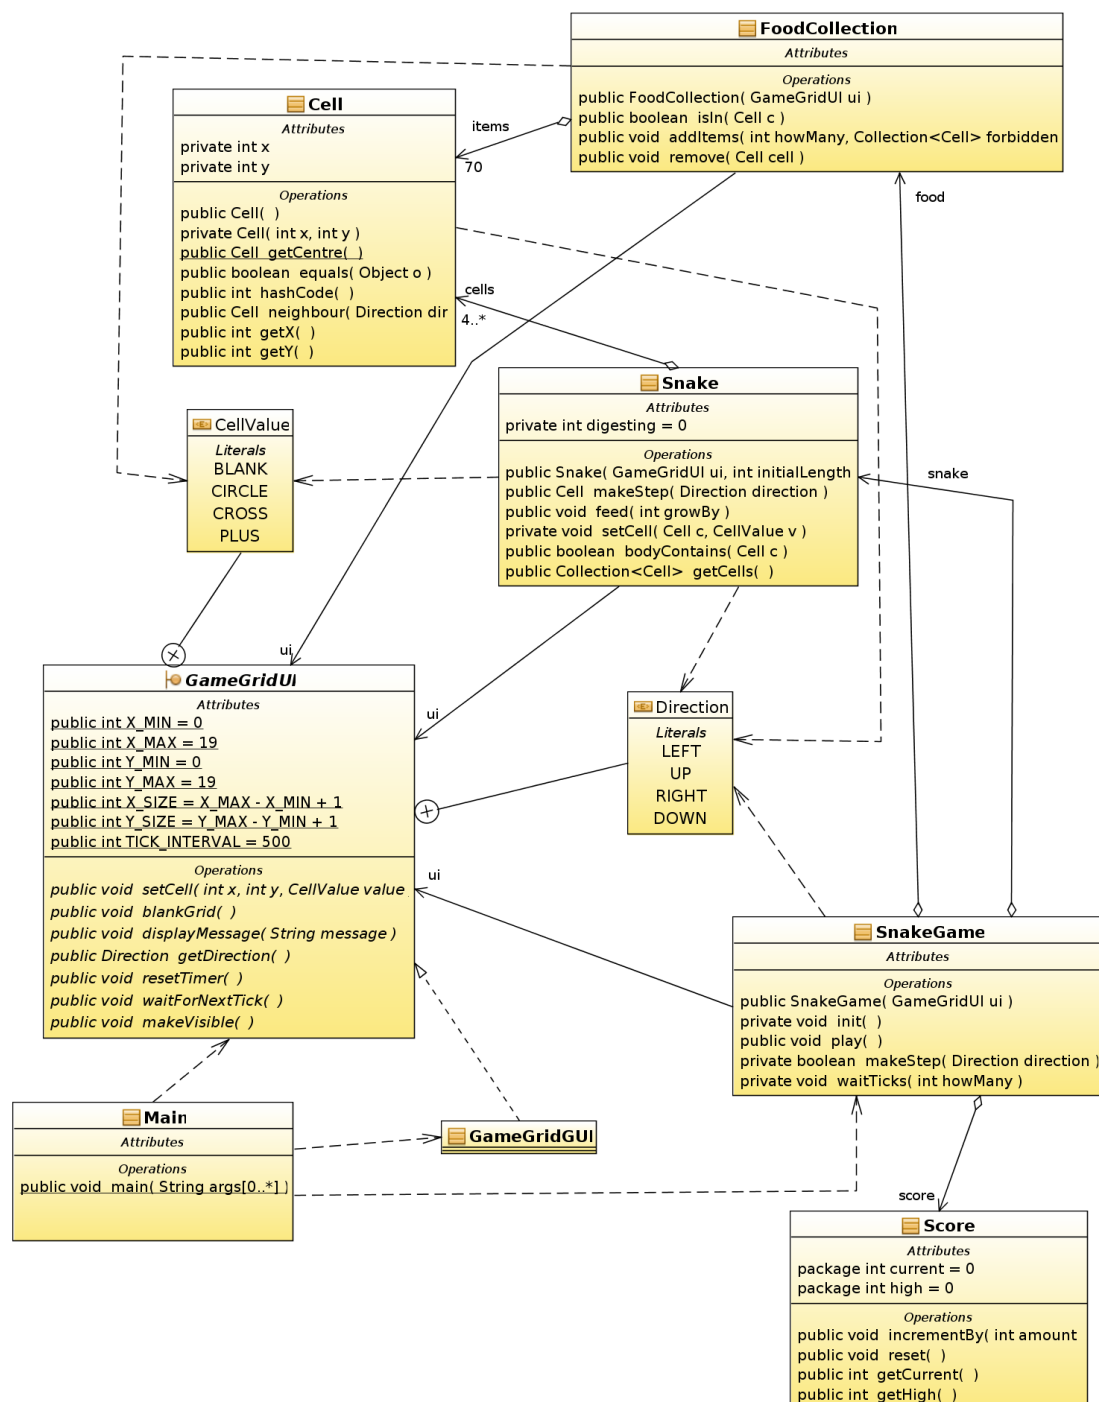 FoodCollection
Attributes
Operations
public FoodCollection( GameGridUI ui )
public boolean isIn( Cell c )
public void addItems( int howMany, Collection<Cell> forbidden
public void remove( Cell cell )
Cell
Attributes
private int x
private int y
Operations
public Cell( )
private Cell( int x, int y )
public Cell getCentre( )
public boolean equals( Object o )
public int hashCode( )
public Cell neighbour( Direction dir
public int getX( )
public int getY( )
items
70
food
cells
4..*
Snake
Attributes
private int digesting = 0
Operations
public Snake( GameGridUI ui, int initialLength
public Cell makeStep( Direction direction )
public void feed( int growBy )
private void setCell( Cell c, CellValue v )
public boolean bodyContains( Cell c )
public Collection<Cell> getCells( )
snake
CellValue
Literals
BLANK
CIRCLE
CROSS
PLUS
ui
GameGridUI
Attributes
public int X_MIN = 0
public int X_MAX = 19
public int Y_MIN = 0
public int Y_MAX = 19
public int X_SIZE = X_MAX - X_MIN + 1
public int Y_SIZE = Y_MAX - Y_MIN + 1
public int TICK_INTERVAL = 500
Operations
public void setCell( int x, int y, CellValue value
public void blankGrid( )
public void displayMessage( String message )
public Direction getDirection( )
public void resetTimer( )
public void waitForNextTick( )
public void makeVisible( )
ui
Direction
Literals
LEFT
UP
RIGHT
DOWN
ui
SnakeGame
Attributes
Operations
public SnakeGame( GameGridUI ui )
private void init( )
public void play( )
private boolean makeStep( Direction direction )
private void waitTicks( int howMany )
Main
Attributes
Operations
public void main( String args[0..*] )
GameGridGUI
score
Score
Attributes
package int current = 0
package int high = 0
Operations
public void incrementBy( int amount
public void reset( )
public int getCurrent( )
public int getHigh( )